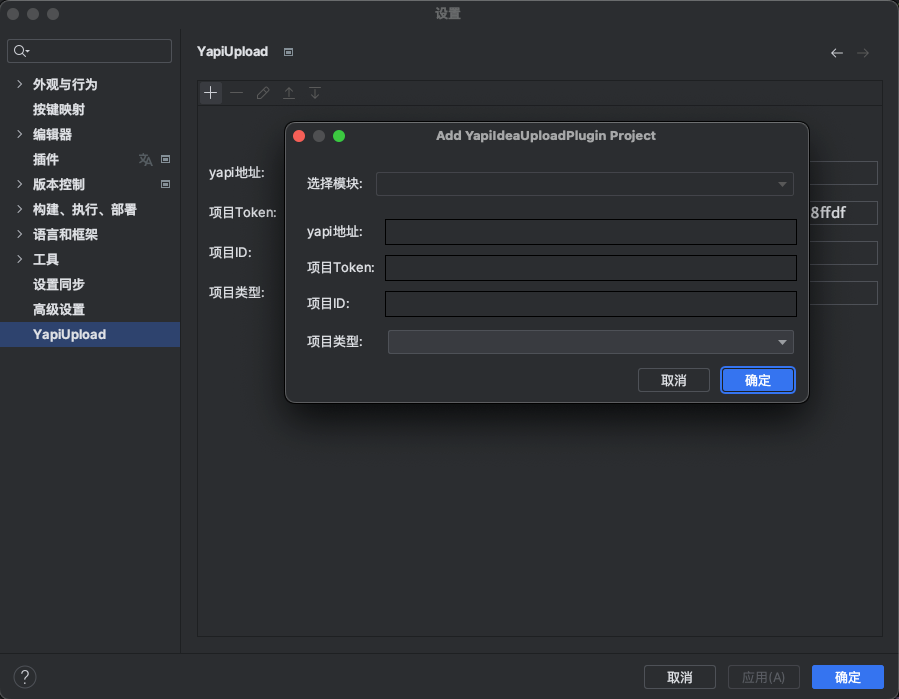 设置
YapiUpload
外观与行为
按键映射
编辑器
插件
版本控制
构建、执行、部署
语言和框架
工具
设置同步
高级设置
YapiUpload
yapi地址:
项目Token:
8ffdf
项目ID:
项目类型:
Add YapiIdeaUploadPlugin Project
选择模块:
yapi地址:
项目Token:
项目ID:
项目类型:
取消
确定
?
取消
应用(A)
确定